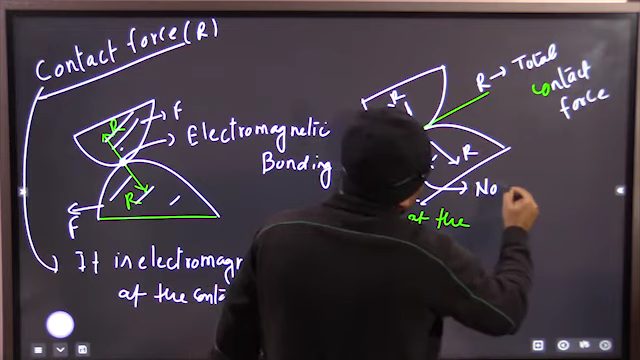 Contact force (R)
F
R
Electromagnetic
Bonding
R
F
It is electromagn
at the conta
R → Total
contact
force
R
R
No
at the